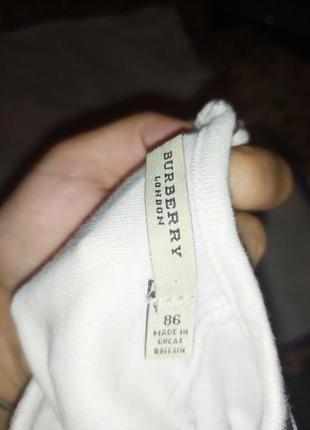 BURBERRY
LONDON
86
MADE IN
GREAT
BRITAIN